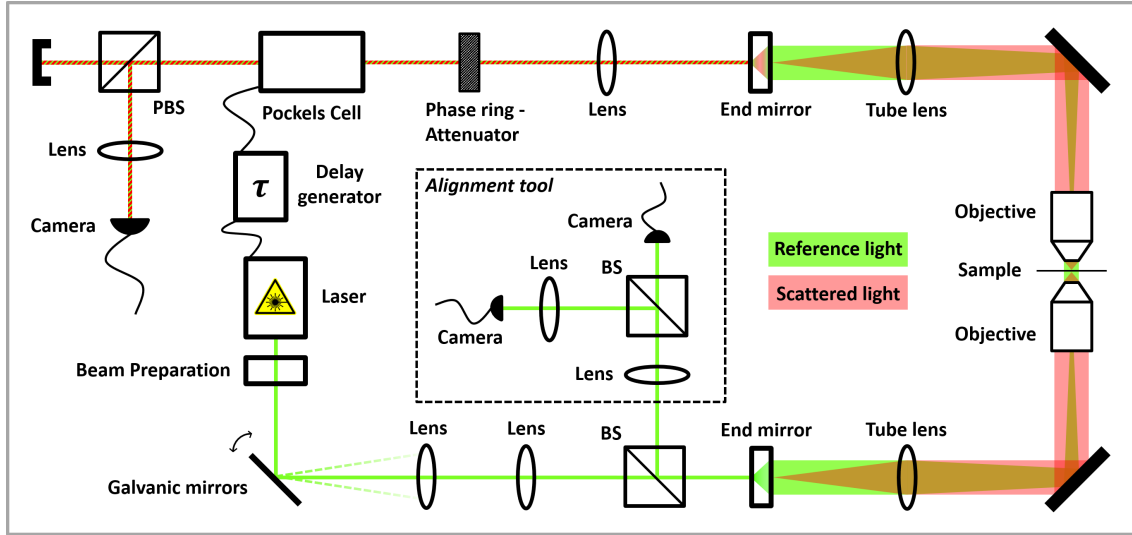 PBS
Pockels Cell
Phase ring -
Attenuator
Lens
End mirror
Tube lens
Lens
Delay
generator
τ
Camera
Alignment tool
Camera
Lens
BS
Camera
Lens
Laser
Beam Preparation
Reference light
Scattered light
Objective
Sample
Objective
Galvanic mirrors
Lens
Lens
BS
End mirror
Tube lens